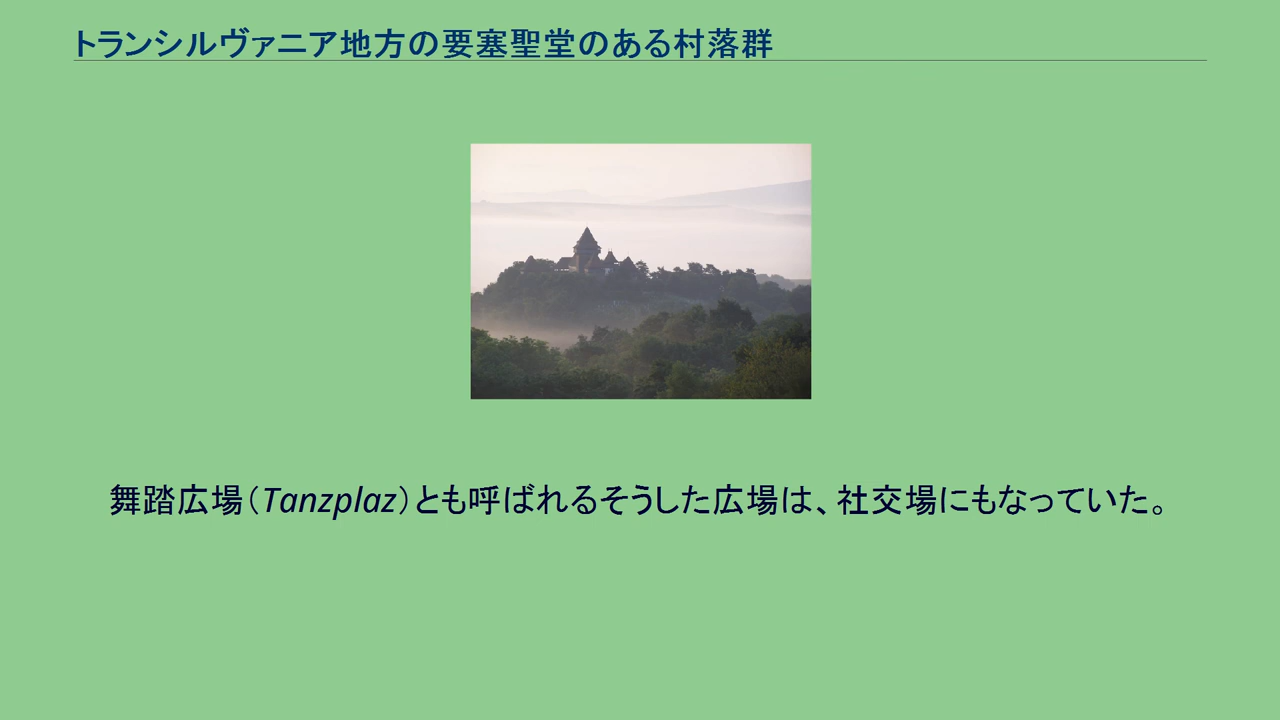 トランシルヴァニア地方の要塞聖堂のある村落群
舞踏広場（Tanzplaz）とも呼ばれるそうした広場は、社交場にもなっていた。